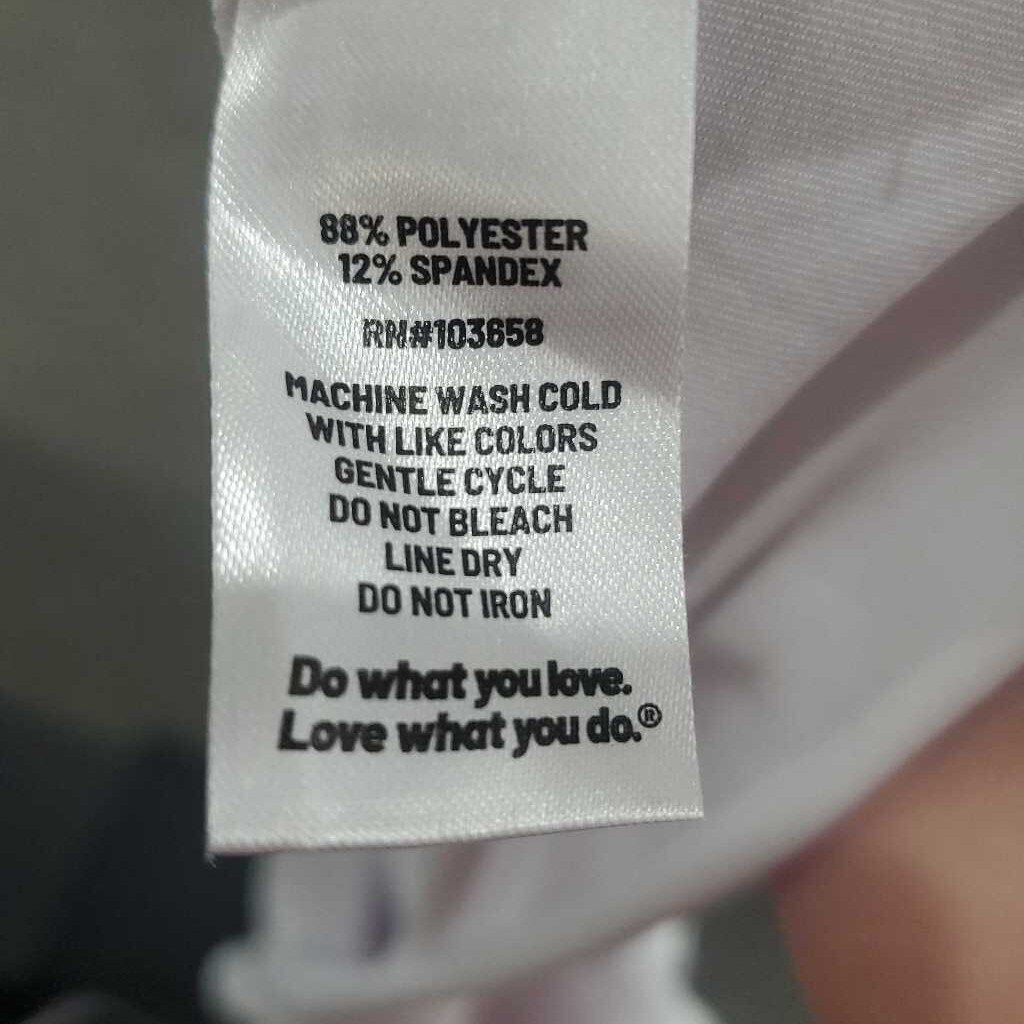 88% POLYESTER
12% SPANDEX
RN#103658
MACHINE WASH COLD
WITH LIKE COLORS
GENTLE CYCLE
DO NOT BLEACH
LINE DRY
DO NOT IRON
Do what you love.
Love what you do.®